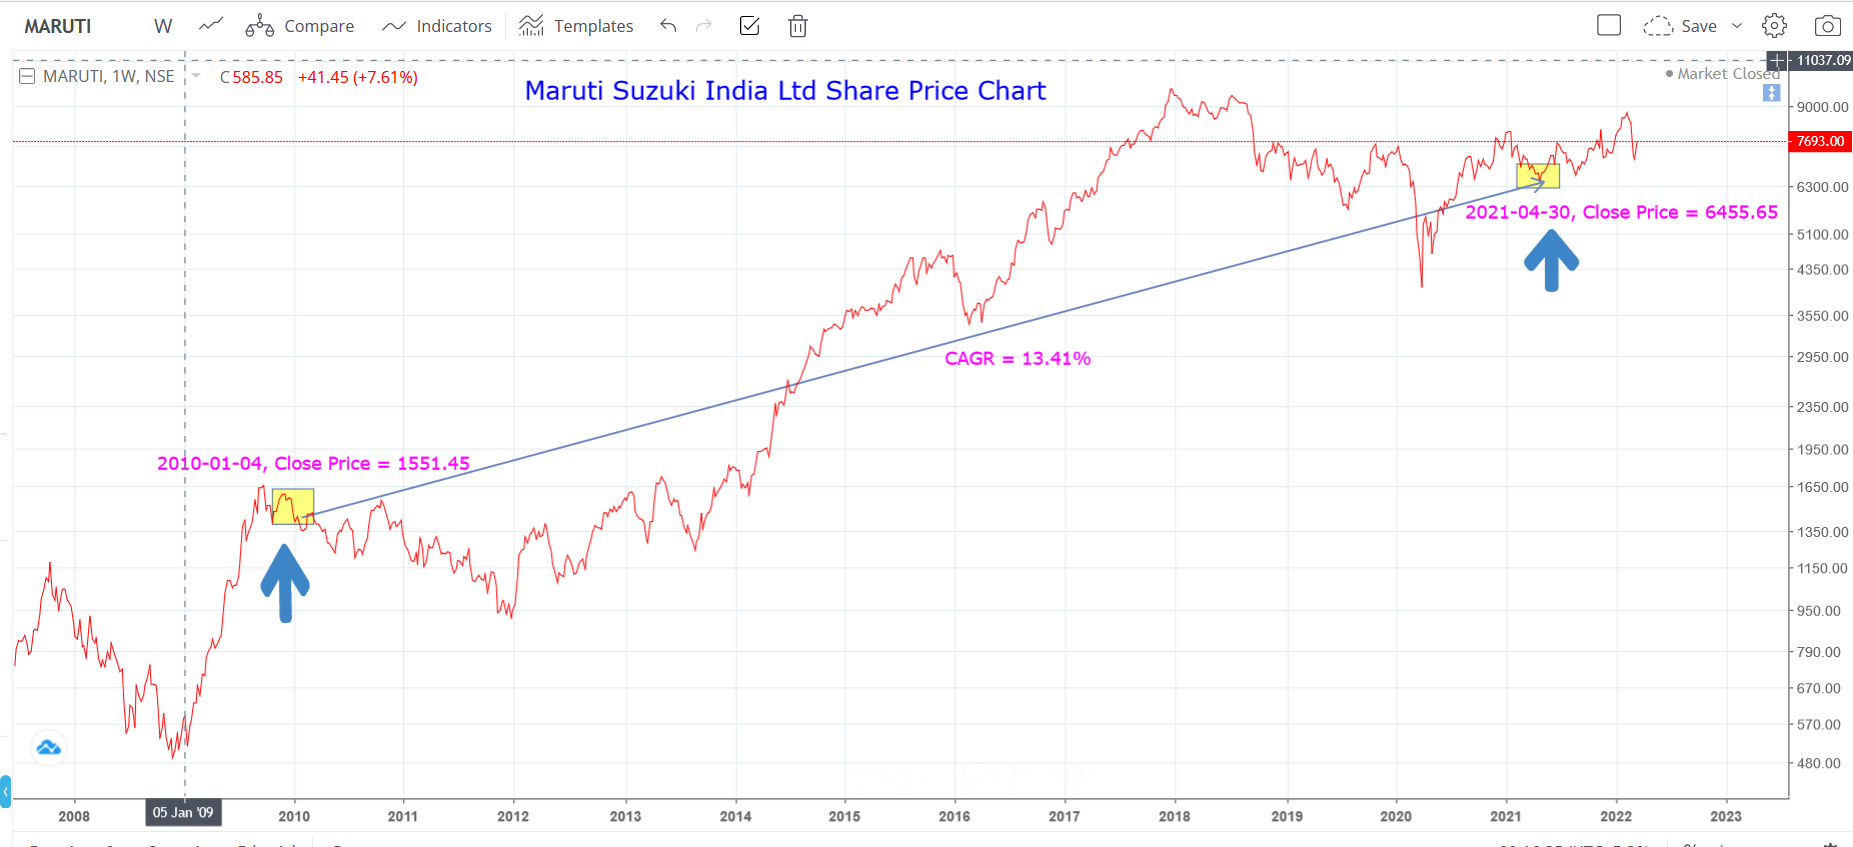 MARUTI W Compare Indicators Templates Save
MARUTI, 1W, NSE C 585.85 +41.45 (+7.61%)
Maruti Suzuki India Ltd Share Price Chart
Market Closed
11037.09
9000.00
7693.00
6300.00
2021-04-30, Close Price = 6455.65
5100.00
4350.00
3550.00
CAGR = 13.41%
2950.00
2350.00
1950.00
2010-01-04, Close Price = 1551.45
1650.00
1350.00
1150.00
950.00
790.00
670.00
570.00
480.00
2008 05 Jan '09 2010 2011 2012 2013 2014 2015 2016 2017 2018 2019 2020 2021 2022 2023